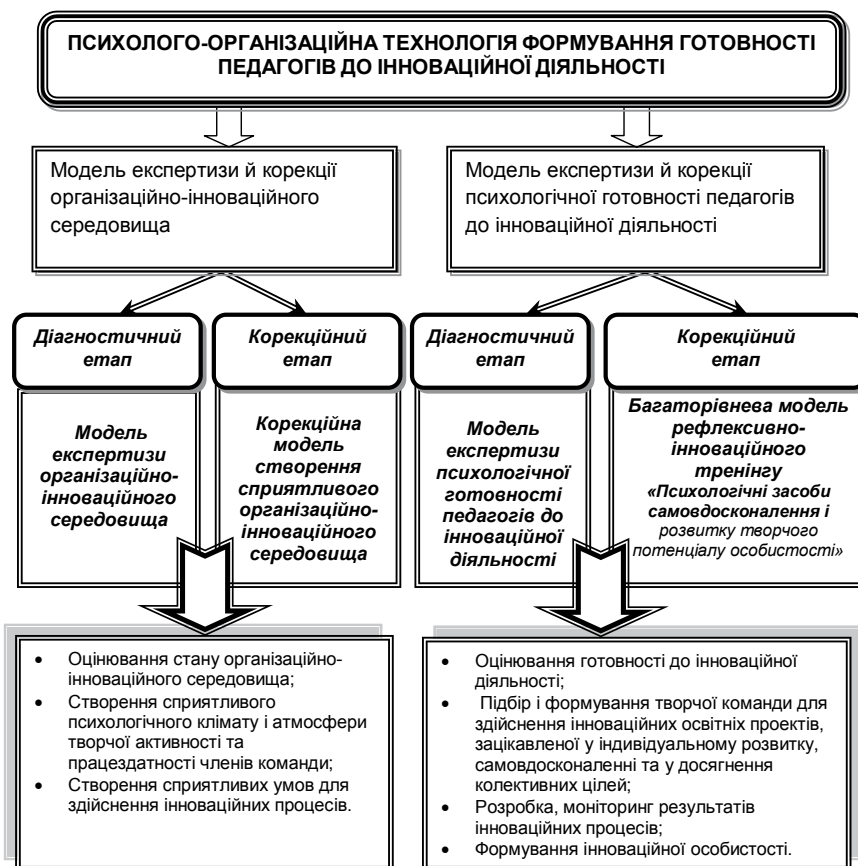 ПСИХОЛОГО-ОРГАНІЗАЦІЙНА ТЕХНОЛОГІЯ ФОРМУВАННЯ ГОТОВНОСТІ
ПЕДАГОГІВ ДО ІННОВАЦІЙНОЇ ДІЯЛЬНОСТІ
Модель експертизи й корекції
організаційно-інноваційного
середовища
Модель експертизи й корекції
психологічної готовності педагогів
до інноваційної діяльності
Діагностичний
етап
Корекційний
етап
Діагностичний
етап
Корекційний
етап
Модель
експертизи
організаційно-
інноваційного
середовища
Корекційна
модель
створення
сприятливого
організаційно-
інноваційного
середовища
Модель
експертизи
психологічної
готовності
педагогів до
інноваційної
діяльності
Багаторівнева модель
рефлексивно-
інноваційного
тренінгу
«Психологічні засоби
самовдосконалення і
розвитку творчого
потенціалу особистості»
• Оцінювання стану організаційно-
інноваційного середовища;
• Створення сприятливого
психологічного клімату і атмосфери
творчої активності та
працездатності членів команди;
• Створення сприятливих умов для
здійснення інноваційних процесів.
• Оцінювання готовності до інноваційної
діяльності;
• Підбір і формування творчої команди для
здійснення інноваційних освітніх проектів,
зацікавленої у індивідуальному розвитку,
самовдосконаленні та у досягнення
колективних цілей;
• Розробка, моніторинг результатів
інноваційних процесів;
• Формування інноваційної особистості.